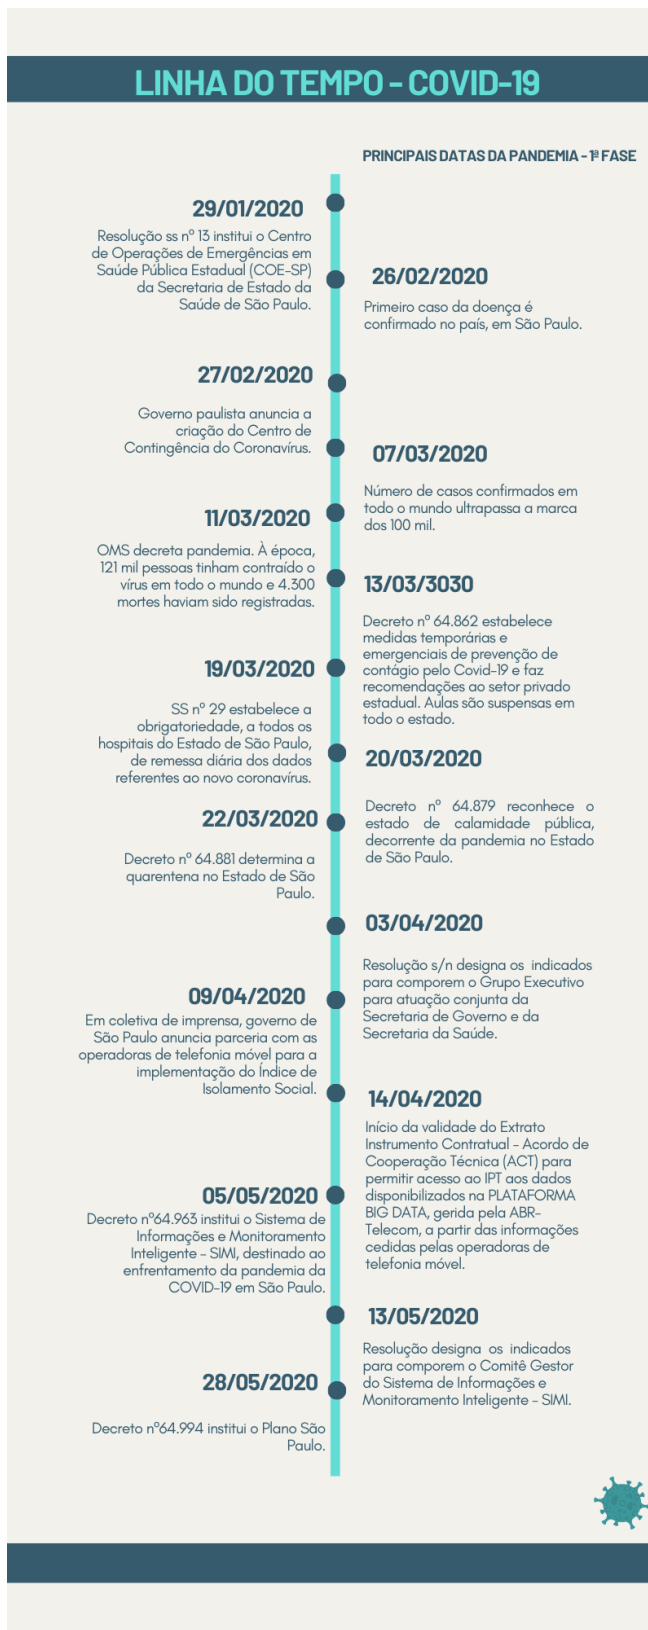 LINHA DO TEMPO - COVID-19
PRINCIPAIS DATAS DA PANDEMIA - 1ª FASE
29/01/2020
Resolução ss nº 13 institui o Centro
de Operações de Emergências em
Saúde Pública Estadual (COE-SP)
da Secretaria de Estado da
Saúde de São Paulo.
26/02/2020
Primeiro caso da doença é
confirmado no país, em São Paulo.
27/02/2020
Governo paulista anuncia a
criação do Centro de
Contingência do Coronavírus.
07/03/2020
Número de casos confirmados em
todo o mundo ultrapassa a marca
dos 100 mil.
11/03/2020
OMS decreta pandemia. À época,
121 mil pessoas tinham contraído o
vírus em todo o mundo e 4.300
mortes haviam sido registradas.
13/03/3030
Decreto nº 64.862 estabelece
medidas temporárias e
emergenciais de prevenção de
contágio pelo Covid-19 e faz
recomendações ao setor privado
estadual. Aulas são suspensas em
todo o estado.
19/03/2020
SS nº 29 estabelece a
obrigatoriedade, a todos os
hospitais do Estado de São Paulo,
de remessa diária dos dados
referentes ao novo coronavírus.
20/03/2020
Decreto nº 64.879 reconhece o
estado de calamidade pública,
decorrente da pandemia no Estado
de São Paulo.
22/03/2020
Decreto nº 64.881 determina a
quarentena no Estado de São
Paulo.
03/04/2020
Resolução s/n designa os indicados
para comporem o Grupo Executivo
para atuação conjunta da
Secretaria de Governo e da
Secretaria da Saúde.
09/04/2020
Em coletiva de imprensa, governo de
São Paulo anuncia parceria com as
operadoras de telefonia móvel para a
implementação do Índice de
Isolamento Social.
14/04/2020
Início da validade do Extrato
Instrumento Contratual - Acordo de
Cooperação Técnica (ACT) para
permitir acesso ao IPT aos dados
disponibilizados na PLATAFORMA
BIG DATA, gerida pela ABR-
Telecom, a partir das informações
cedidas pelas operadoras de
telefonia móvel.
05/05/2020
Decreto nº64.963 institui o Sistema de
Informações e Monitoramento
Inteligente - SIMI, destinado ao
enfrentamento da pandemia da
COVID-19 em São Paulo.
13/05/2020
Resolução designa os indicados
para comporem o Comitê Gestor
do Sistema de Informações e
Monitoramento Inteligente - SIMI.
28/05/2020
Decreto nº64.994 institui o Plano São
Paulo.